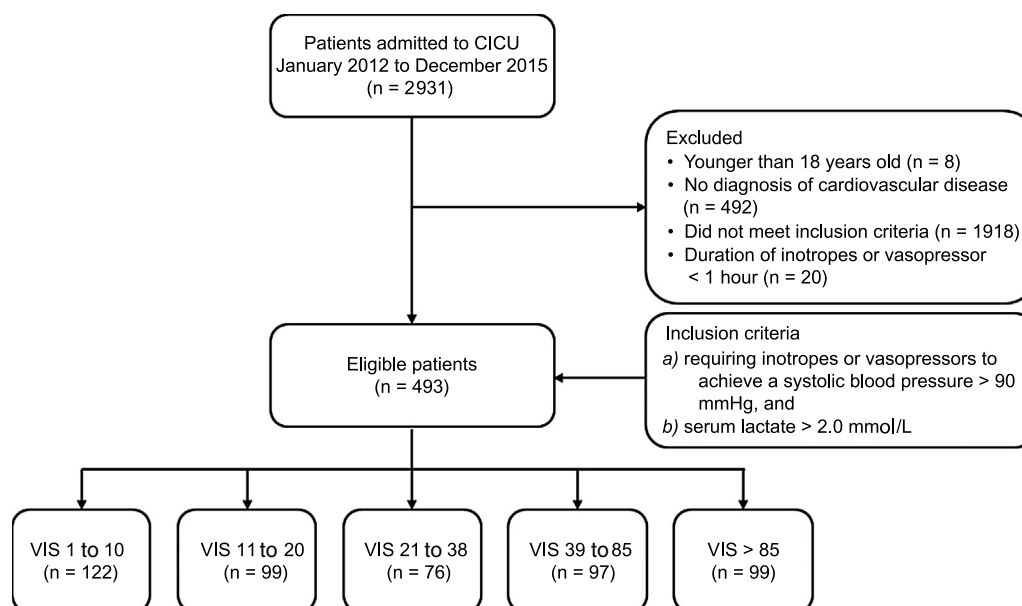 Patients admitted to CICU
January 2012 to December 2015
(n = 2931)
Excluded
• Younger than 18 years old (n = 8)
• No diagnosis of cardiovascular disease
(n = 492)
• Did not meet inclusion criteria (n = 1918)
• Duration of inotropes or vasopressor
< 1 hour (n = 20)
Eligible patients
(n = 493)
Inclusion criteria
a) requiring inotropes or vasopressors to
achieve a systolic blood pressure > 90
mmHg, and
b) serum lactate > 2.0 mmol/L
VIS 1 to 10
(n = 122)
VIS 11 to 20
(n = 99)
VIS 21 to 38
(n = 76)
VIS 39 to 85
(n = 97)
VIS > 85
(n = 99)